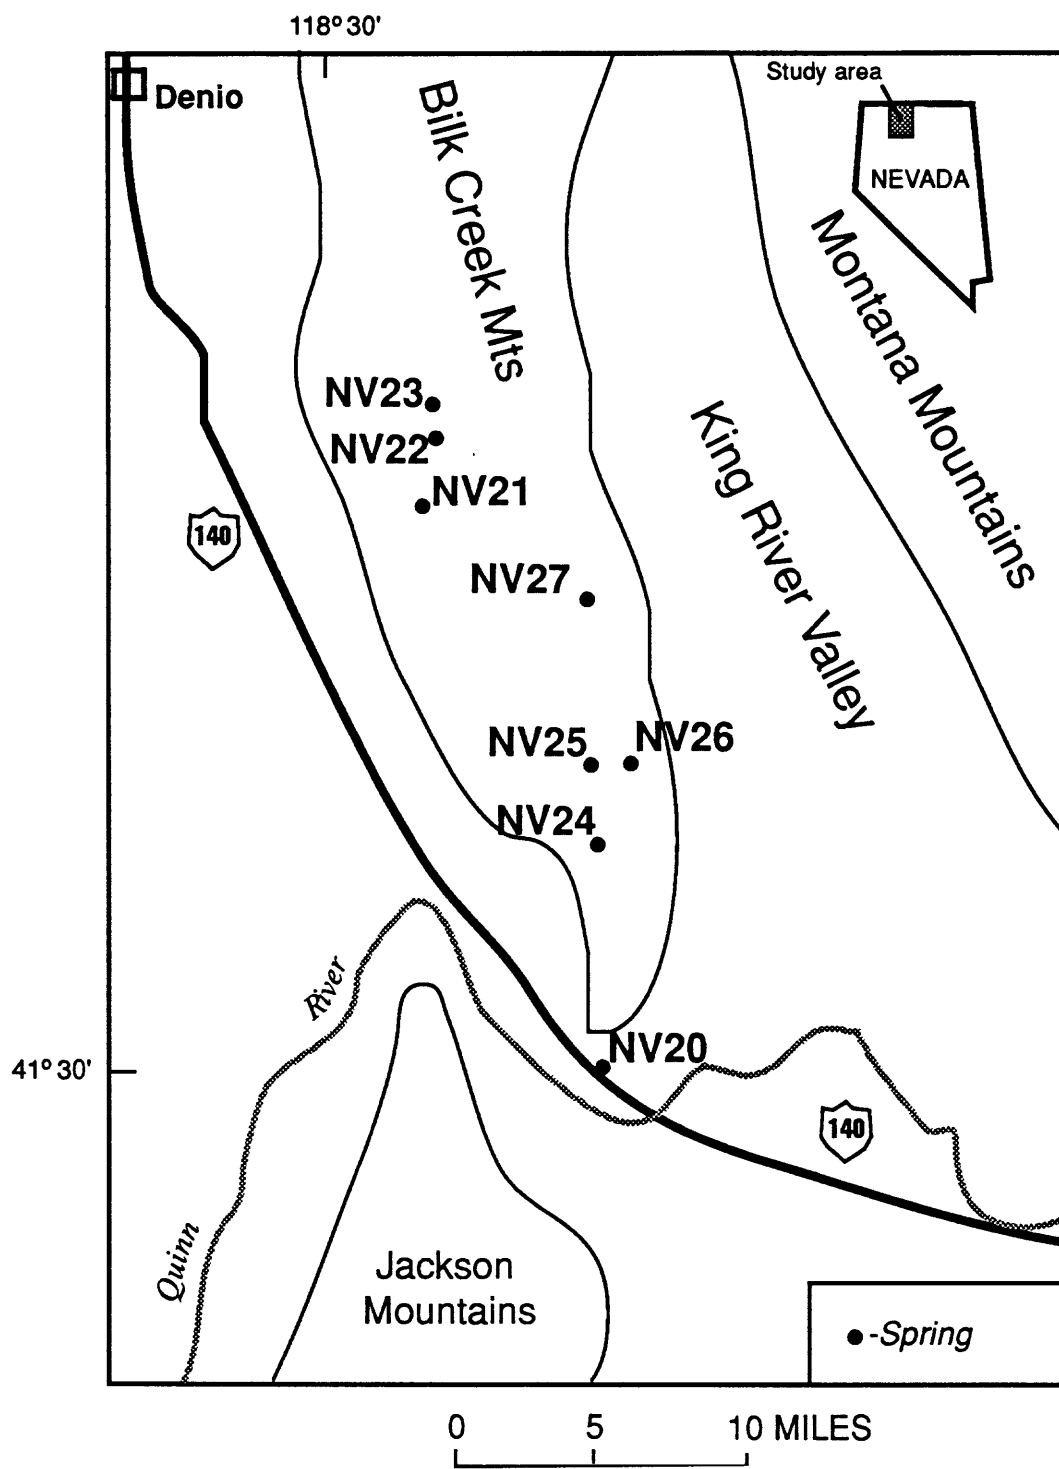 118° 30'
Denio
Study area
NEVADA
Bilk Creek Mts
Montana Mountains
King River Valley
NV23
NV22
NV21
140
NV27
NV25
NV26
NV24
River
NV20
41° 30'
140
Quinn
Jackson
Mountains
-Spring
0 5 10 MILES